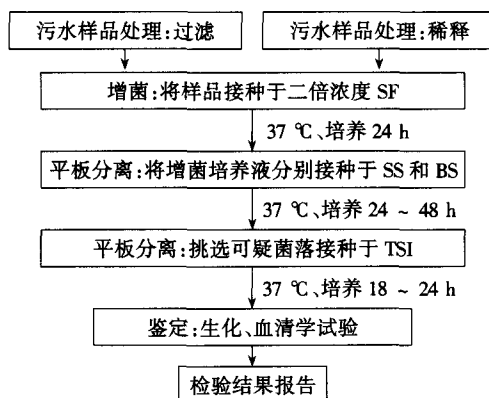 污水样品处理:过滤
污水样品处理:稀释
增菌:将样品接种于二倍浓度 SF
37 ℃、培养 24 h
平板分离:将增菌培养液分别接种于 SS 和 BS
37 ℃、培养 24 ~ 48 h
平板分离:挑选可疑菌落接种于 TSI
37 ℃、培养 18 ~ 24 h
鉴定:生化、血清学试验
检验结果报告